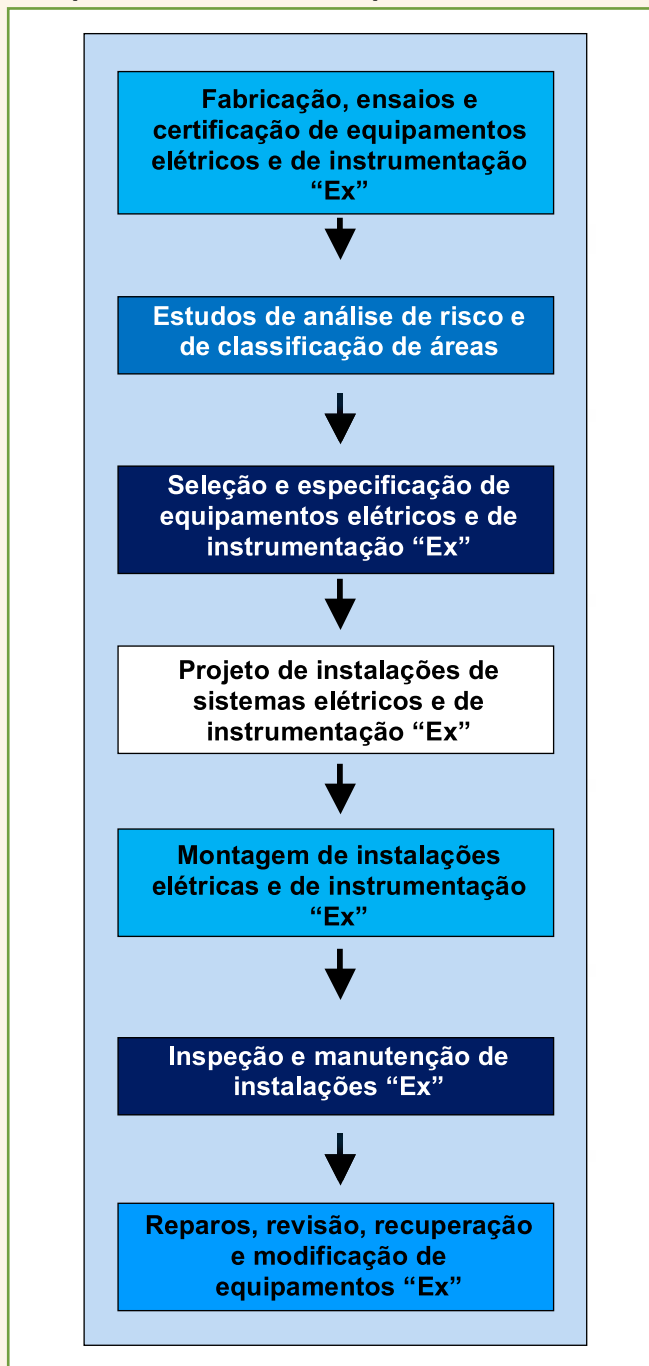 Fabricação, ensaios e
certificação de equipamentos
elétricos e de instrumentação
“Ex”
Estudos de análise de risco e
de classificação de áreas
Seleção e especificação de
equipamentos elétricos e de
instrumentação “Ex”
Projeto de instalações de
sistemas elétricos e de
instrumentação “Ex”
Montagem de instalações
elétricas e de instrumentação
“Ex”
Inspeção e manutenção de
instalações “Ex”
Reparos, revisão, recuperação
e modificação de
equipamentos “Ex”